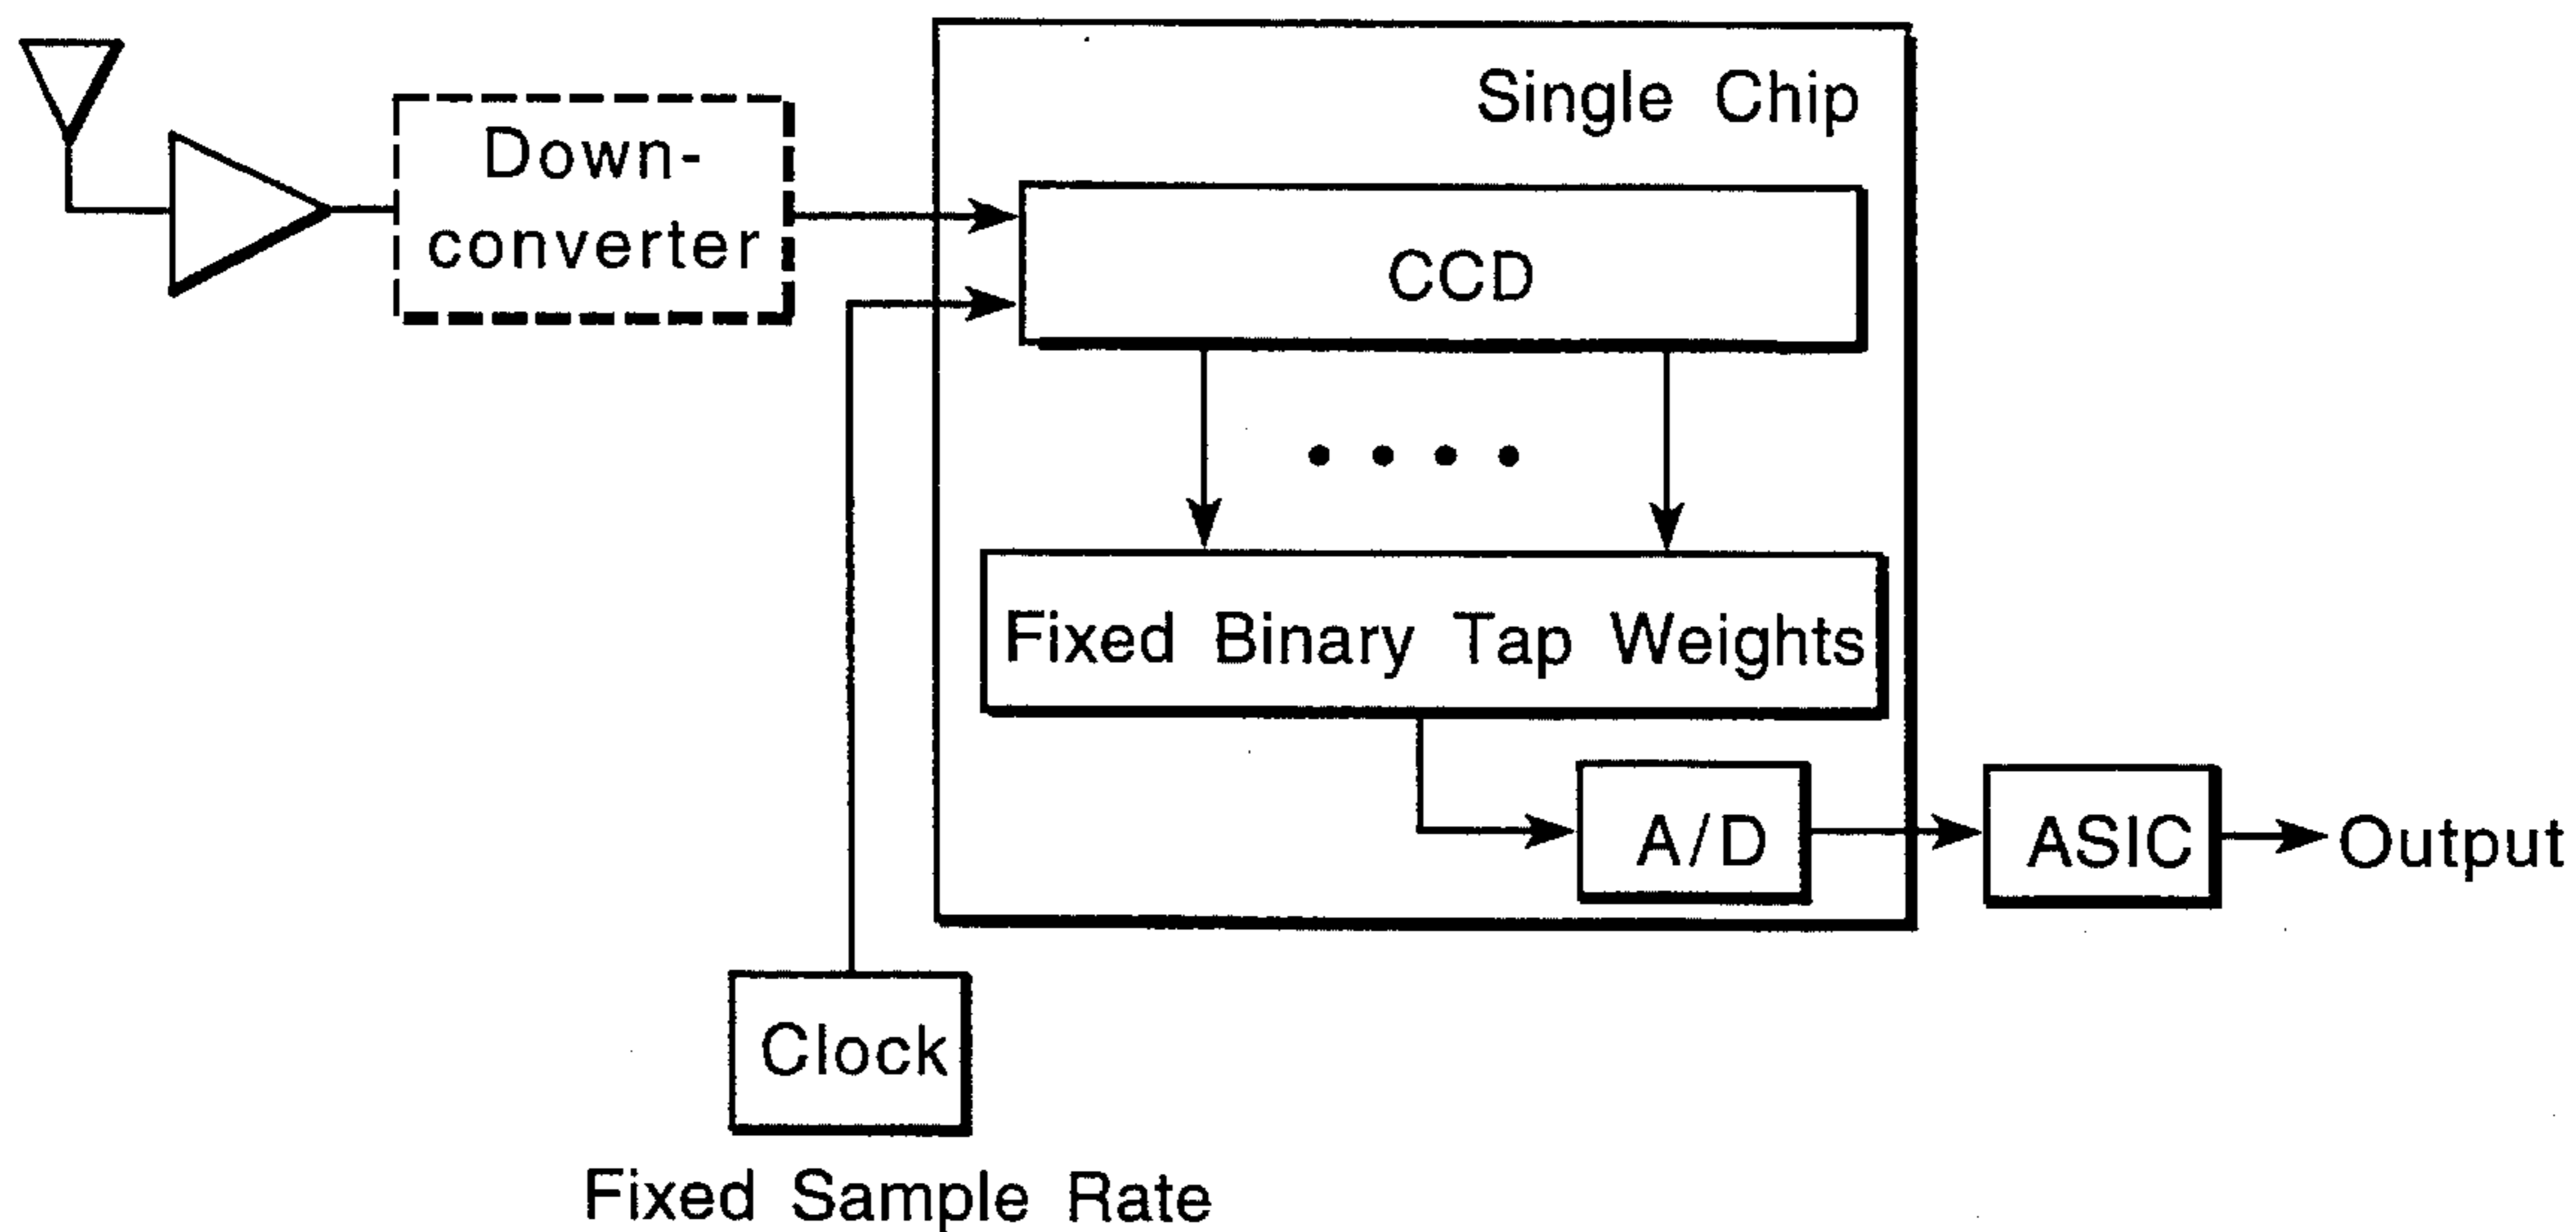 Single Chip
Down-
converter
CCD
Fixed Binary Tap Weights
A/D
ASIC
Output
Clock
Fixed Sample Rate